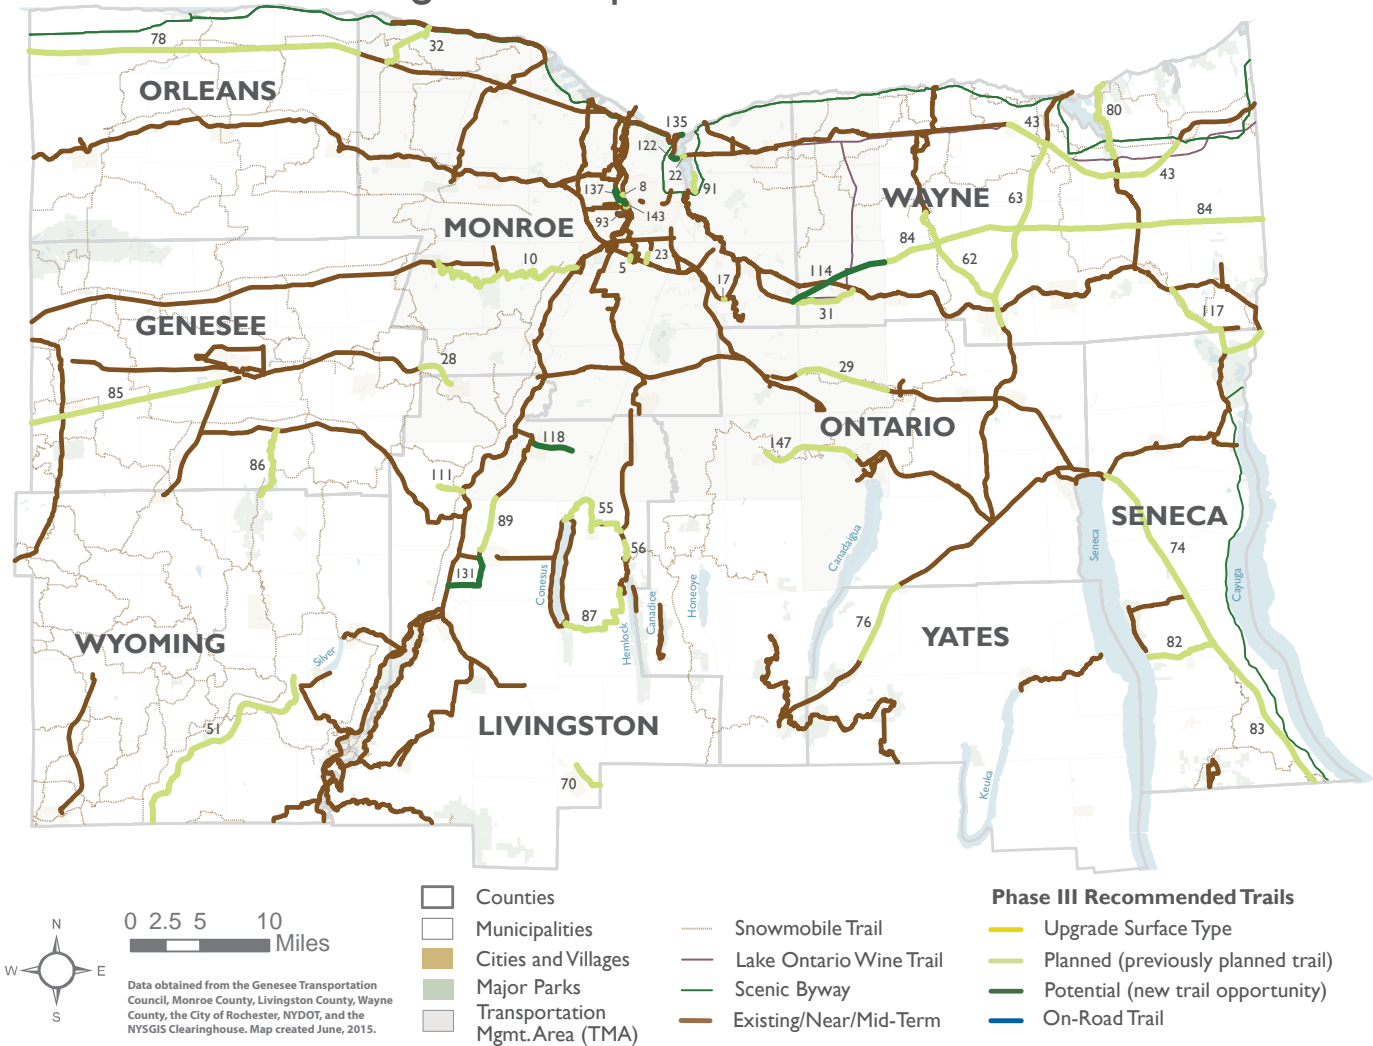 78
32
ORLEANS
135
122
22
80
43
43
137
8
91
WAYNE
63
84
143
93
MONROE
10
5
23
84
62
114
17
31
117
GENESEE
28
29
85
ONTARIO
118
147
86
111
89
55
SENECA
56
74
131
Conesus
Canadaigua
Seneca
Cayuga
Honeoye
Canadice
Hemlock
87
76
YATES
82
WYOMING
Silver
51
LIVINGSTON
83
70
Keuka
N
W E
S
0 2.5 5 10
Miles
Data obtained from the Genesee Transportation
Council, Monroe County, Livingston County, Wayne
County, the City of Rochester, NYDOT, and the
NYSGIS Clearinghouse. Map created June, 2015.
Counties
Municipalities
Cities and Villages
Major Parks
Transportation
Mgmt. Area (TMA)
Snowmobile Trail
Lake Ontario Wine Trail
Scenic Byway
Existing/Near/Mid-Term
Phase III Recommended Trails
Upgrade Surface Type
Planned (previously planned trail)
Potential (new trail opportunity)
On-Road Trail